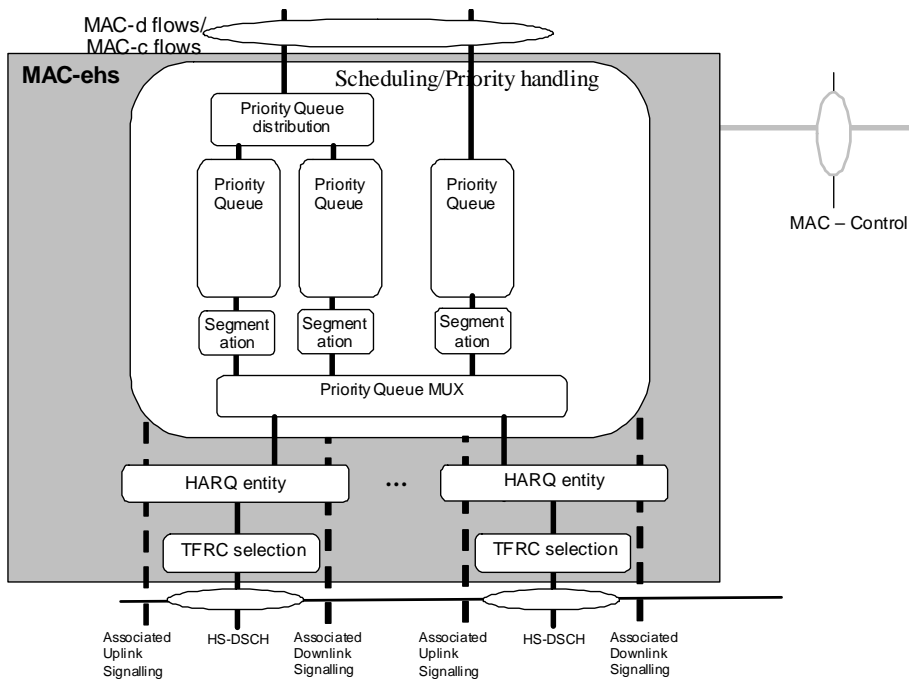 MAC-d flows/
MAC-c flows
MAC-ehs
Scheduling/Priority handling
Priority Queue
distribution
Priority
Queue
Priority
Queue
Priority
Queue
MAC – Control
Segment
ation
Segment
ation
Segment
ation
Priority Queue MUX
HARQ entity
...
HARQ entity
TFRC selection
TFRC selection
Associated
Uplink
Signalling
HS-DSCH
Associated
Downlink
Signalling
Associated
Uplink
Signalling
HS-DSCH
Associated
Downlink
Signalling